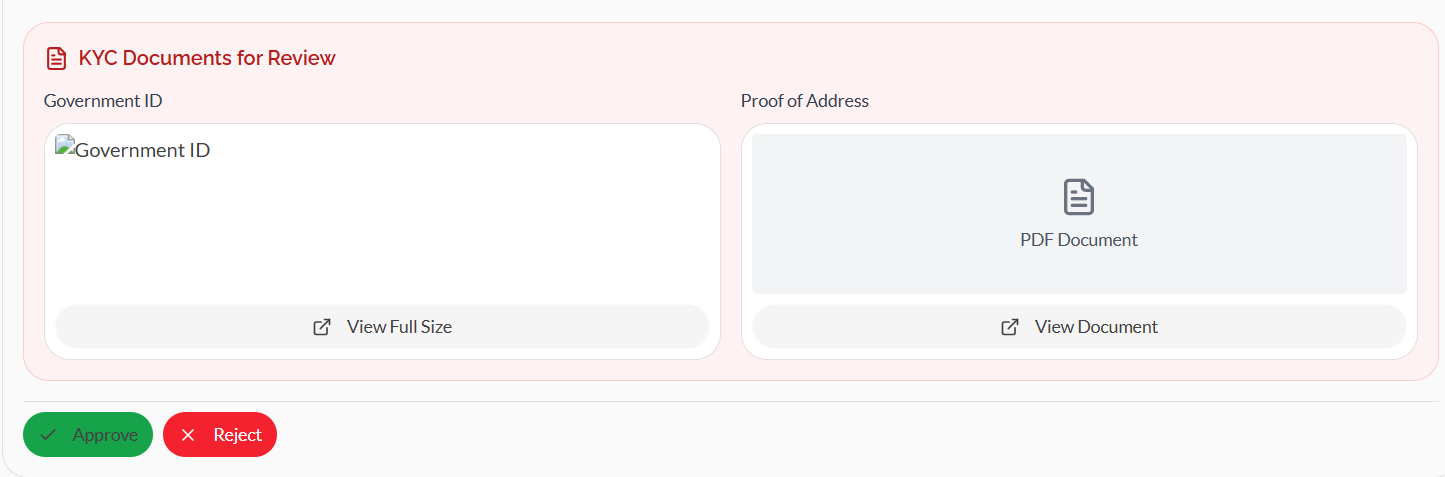 KYC Documents for Review
Government ID
Proof of Address
Government ID
PDF Document
View Full Size
View Document
Approve
Reject